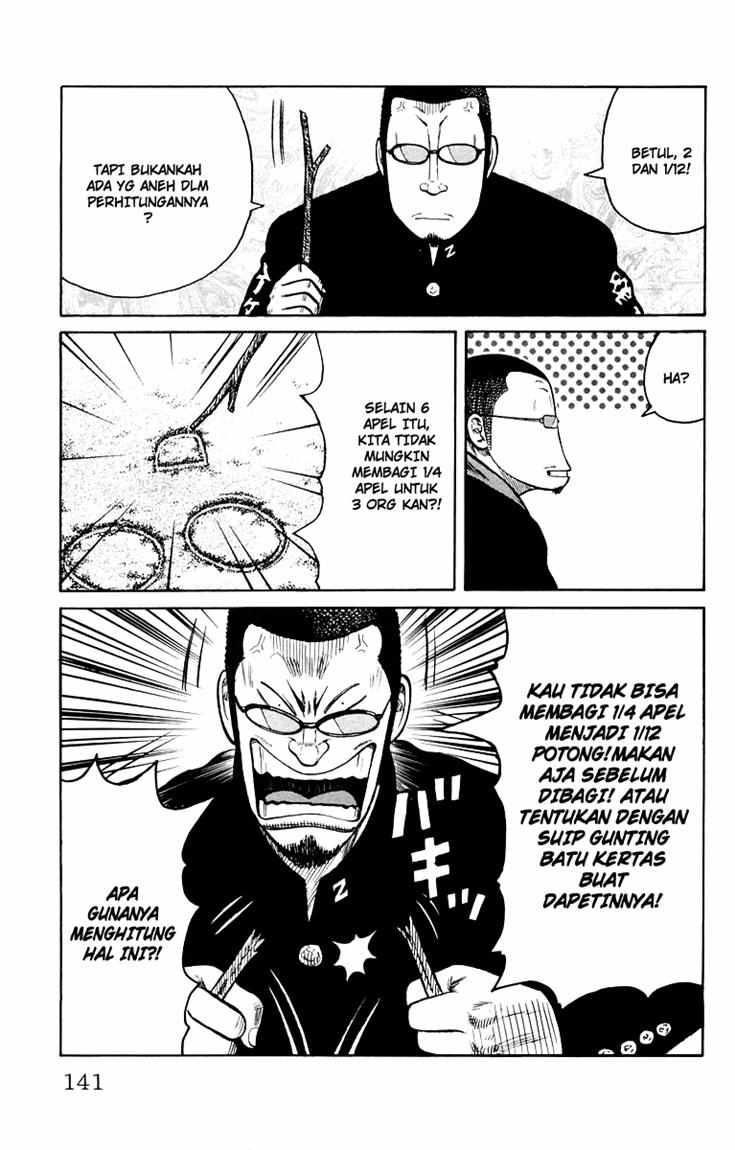 BETUL, 2
DAN 1/12!
TAPI BUKANKAH
ADA YG ANEH DLM
PERHITUNGANNYA
?
Z
HA?
SELAIN 6
APEL ITU,
KITA TIDAK
MUNGKIN
MEMBAGI 1/4
APEL UNTUK
3 ORG KAN?!
KAU TIDAK BISA
MEMBAGI 1/4 APEL
MENJADI 1/12
POTONG! MAKAN
AJA SEBELUM
DIBAGI! ATAU
TENTUKAN DENGAN
SUIP GUNTING
BATU KERTAS
BUAT
DAPETINNYA!
バキッ
Z
APA
GUNANYA
MENGHITUNG
HAL INI?!
141